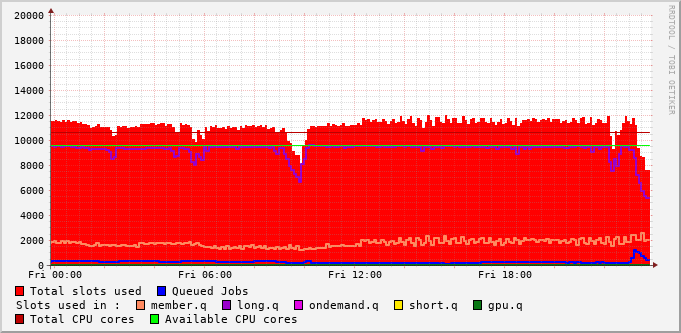 20000
18000
16000
14000
12000
10000
8000
6000
4000
2000
0
Fri 00:00 Fri 06:00 Fri 12:00 Fri 18:00
Total slots used Queued Jobs
Slots used in : member.q long.q ondemand.q short.q gpu.q
Total CPU cores Available CPU cores
RRDTOOL / TOBI OETIKER